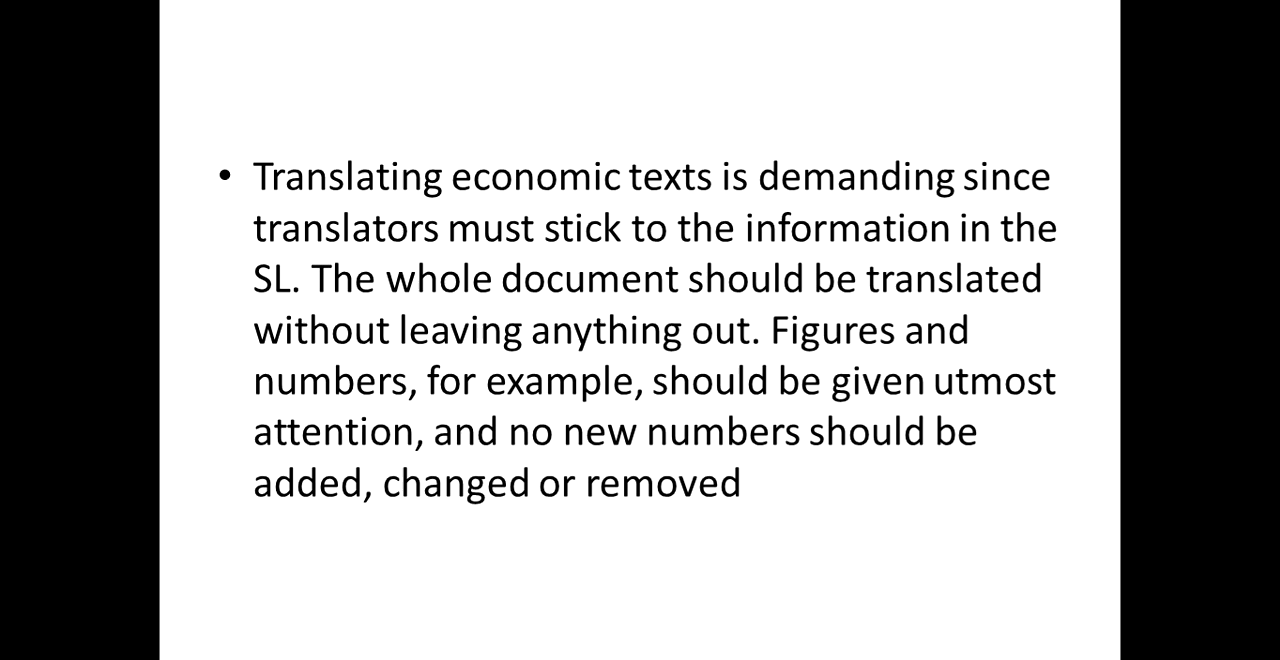 • Translating economic texts is demanding since
translators must stick to the information in the
SL. The whole document should be translated
without leaving anything out. Figures and
numbers, for example, should be given utmost
attention, and no new numbers should be
added, changed or removed